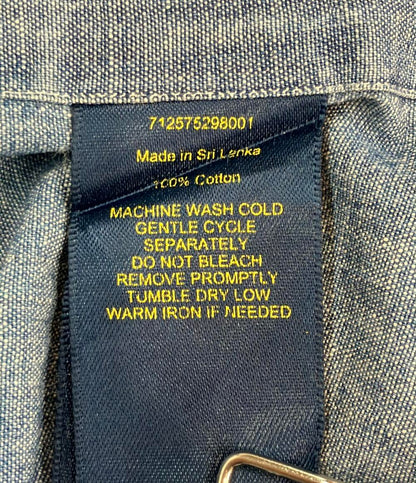 712575298001
Made in Sri Lanka
100% Cotton
MACHINE WASH COLD
GENTLE CYCLE
SEPARATELY
DO NOT BLEACH
REMOVE PROMPTLY
TUMBLE DRY LOW
WARM IRON IF NEEDED